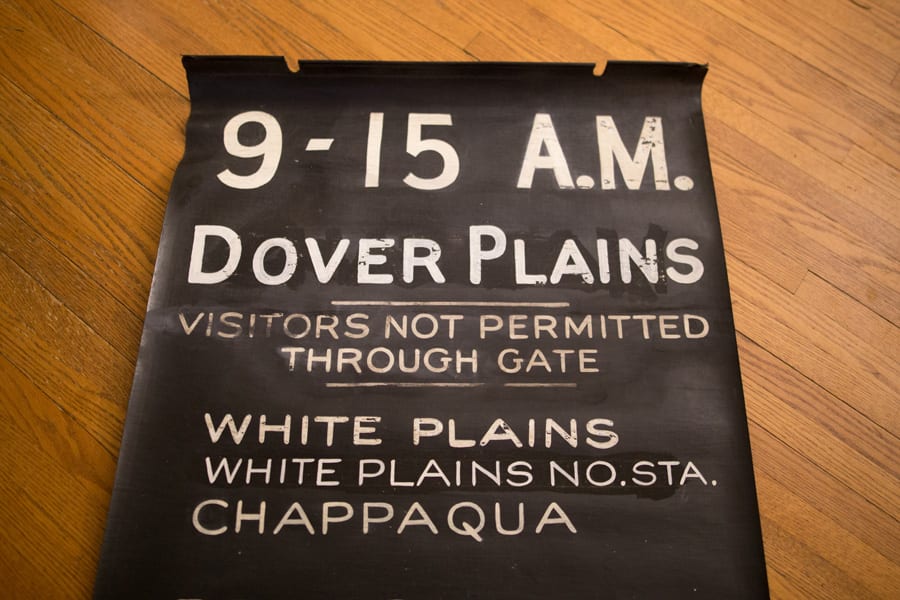 9-15 A.M.
DOVER PLAINS
VISITORS NOT PERMITTED
THROUGH GATE
WHITE PLAINS
WHITE PLAINS NO. STA.
CHAPPAQUA